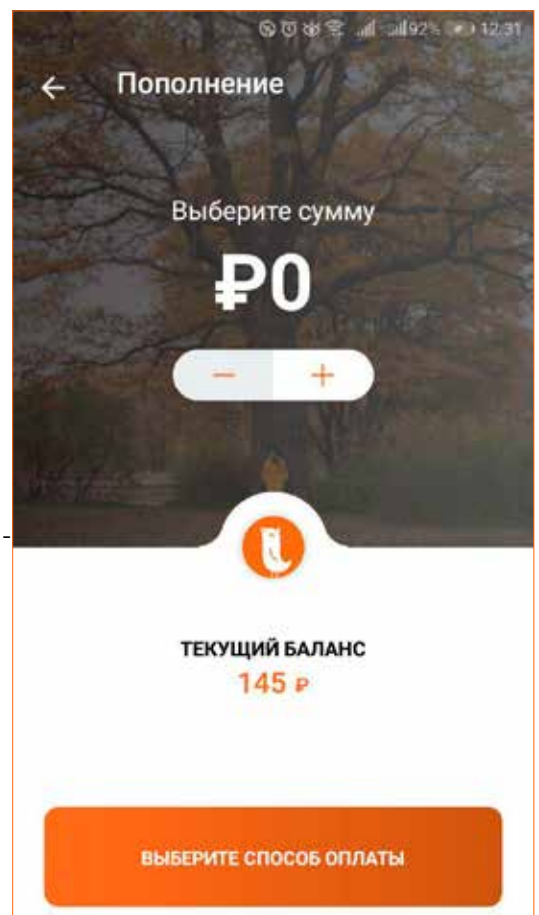 92% 12:31
← Пополнение
Выберите сумму
₽0
− +
ТЕКУЩИЙ БАЛАНС
145 ₽
ВЫБЕРИТЕ СПОСОБ ОПЛАТЫ